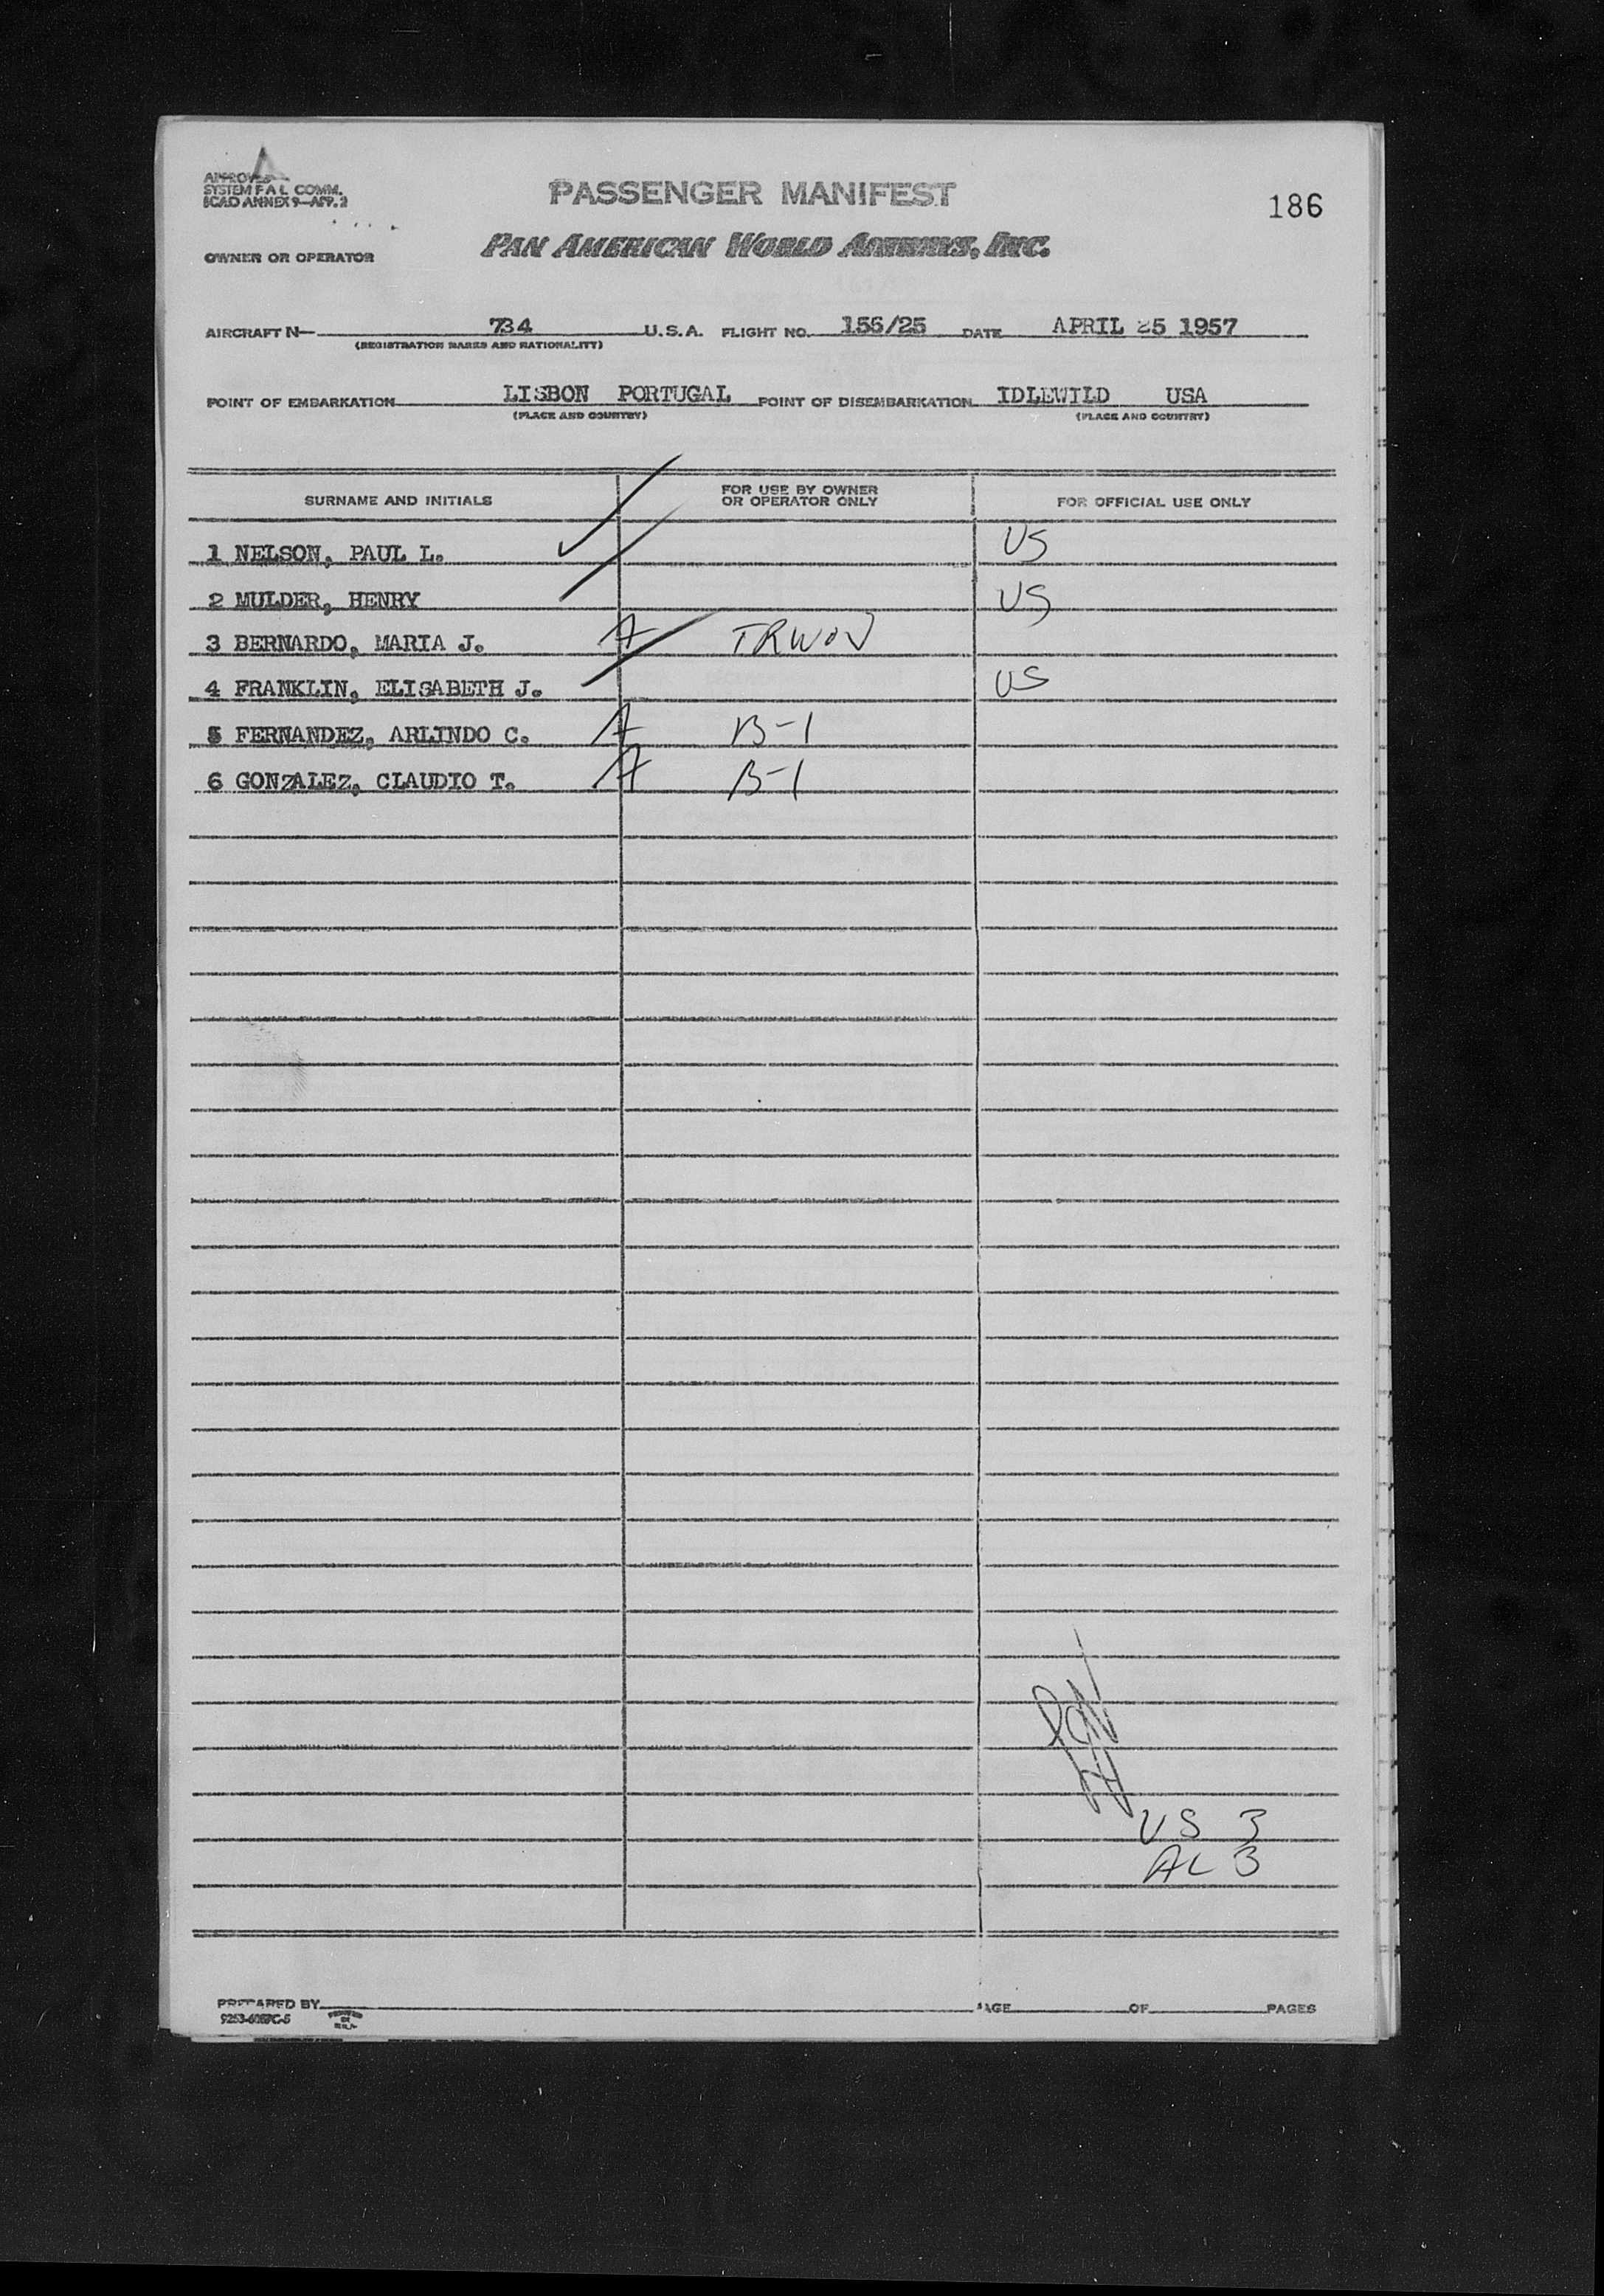 APPROVED
SYSTEM F A L COMM.
ICAO ANNEX 9—APP. 2
PASSENGER MANIFEST
186
OWNER OR OPERATOR
PAN AMERICAN WORLD AIRWAYS, INC.
AIRCRAFT N— 734 U.S.A. FLIGHT NO. 156/25 DATE APRIL 25 1957
(REGISTRATION MARKS AND NATIONALITY)
POINT OF EMBARKATION LISBON PORTUGAL POINT OF DISEMBARKATION IDLEWILD USA
(PLACE AND COUNTRY) (PLACE AND COUNTRY)
SURNAME AND INITIALS FOR USE BY OWNER OR OPERATOR ONLY FOR OFFICIAL USE ONLY
1 NELSON, PAUL L. US
2 MULDER, HENRY US
3 BERNARDO, MARIA J. A TRWOV
4 FRANKLIN, ELISABETH J. US
5 FERNANDEZ, ARLINDO C. A B-1
6 GONZALEZ, CLAUDIO T. A B-1
US 3
AL 3
PREPARED BY PAGE OF PAGES
PRINTED IN U.S.A.